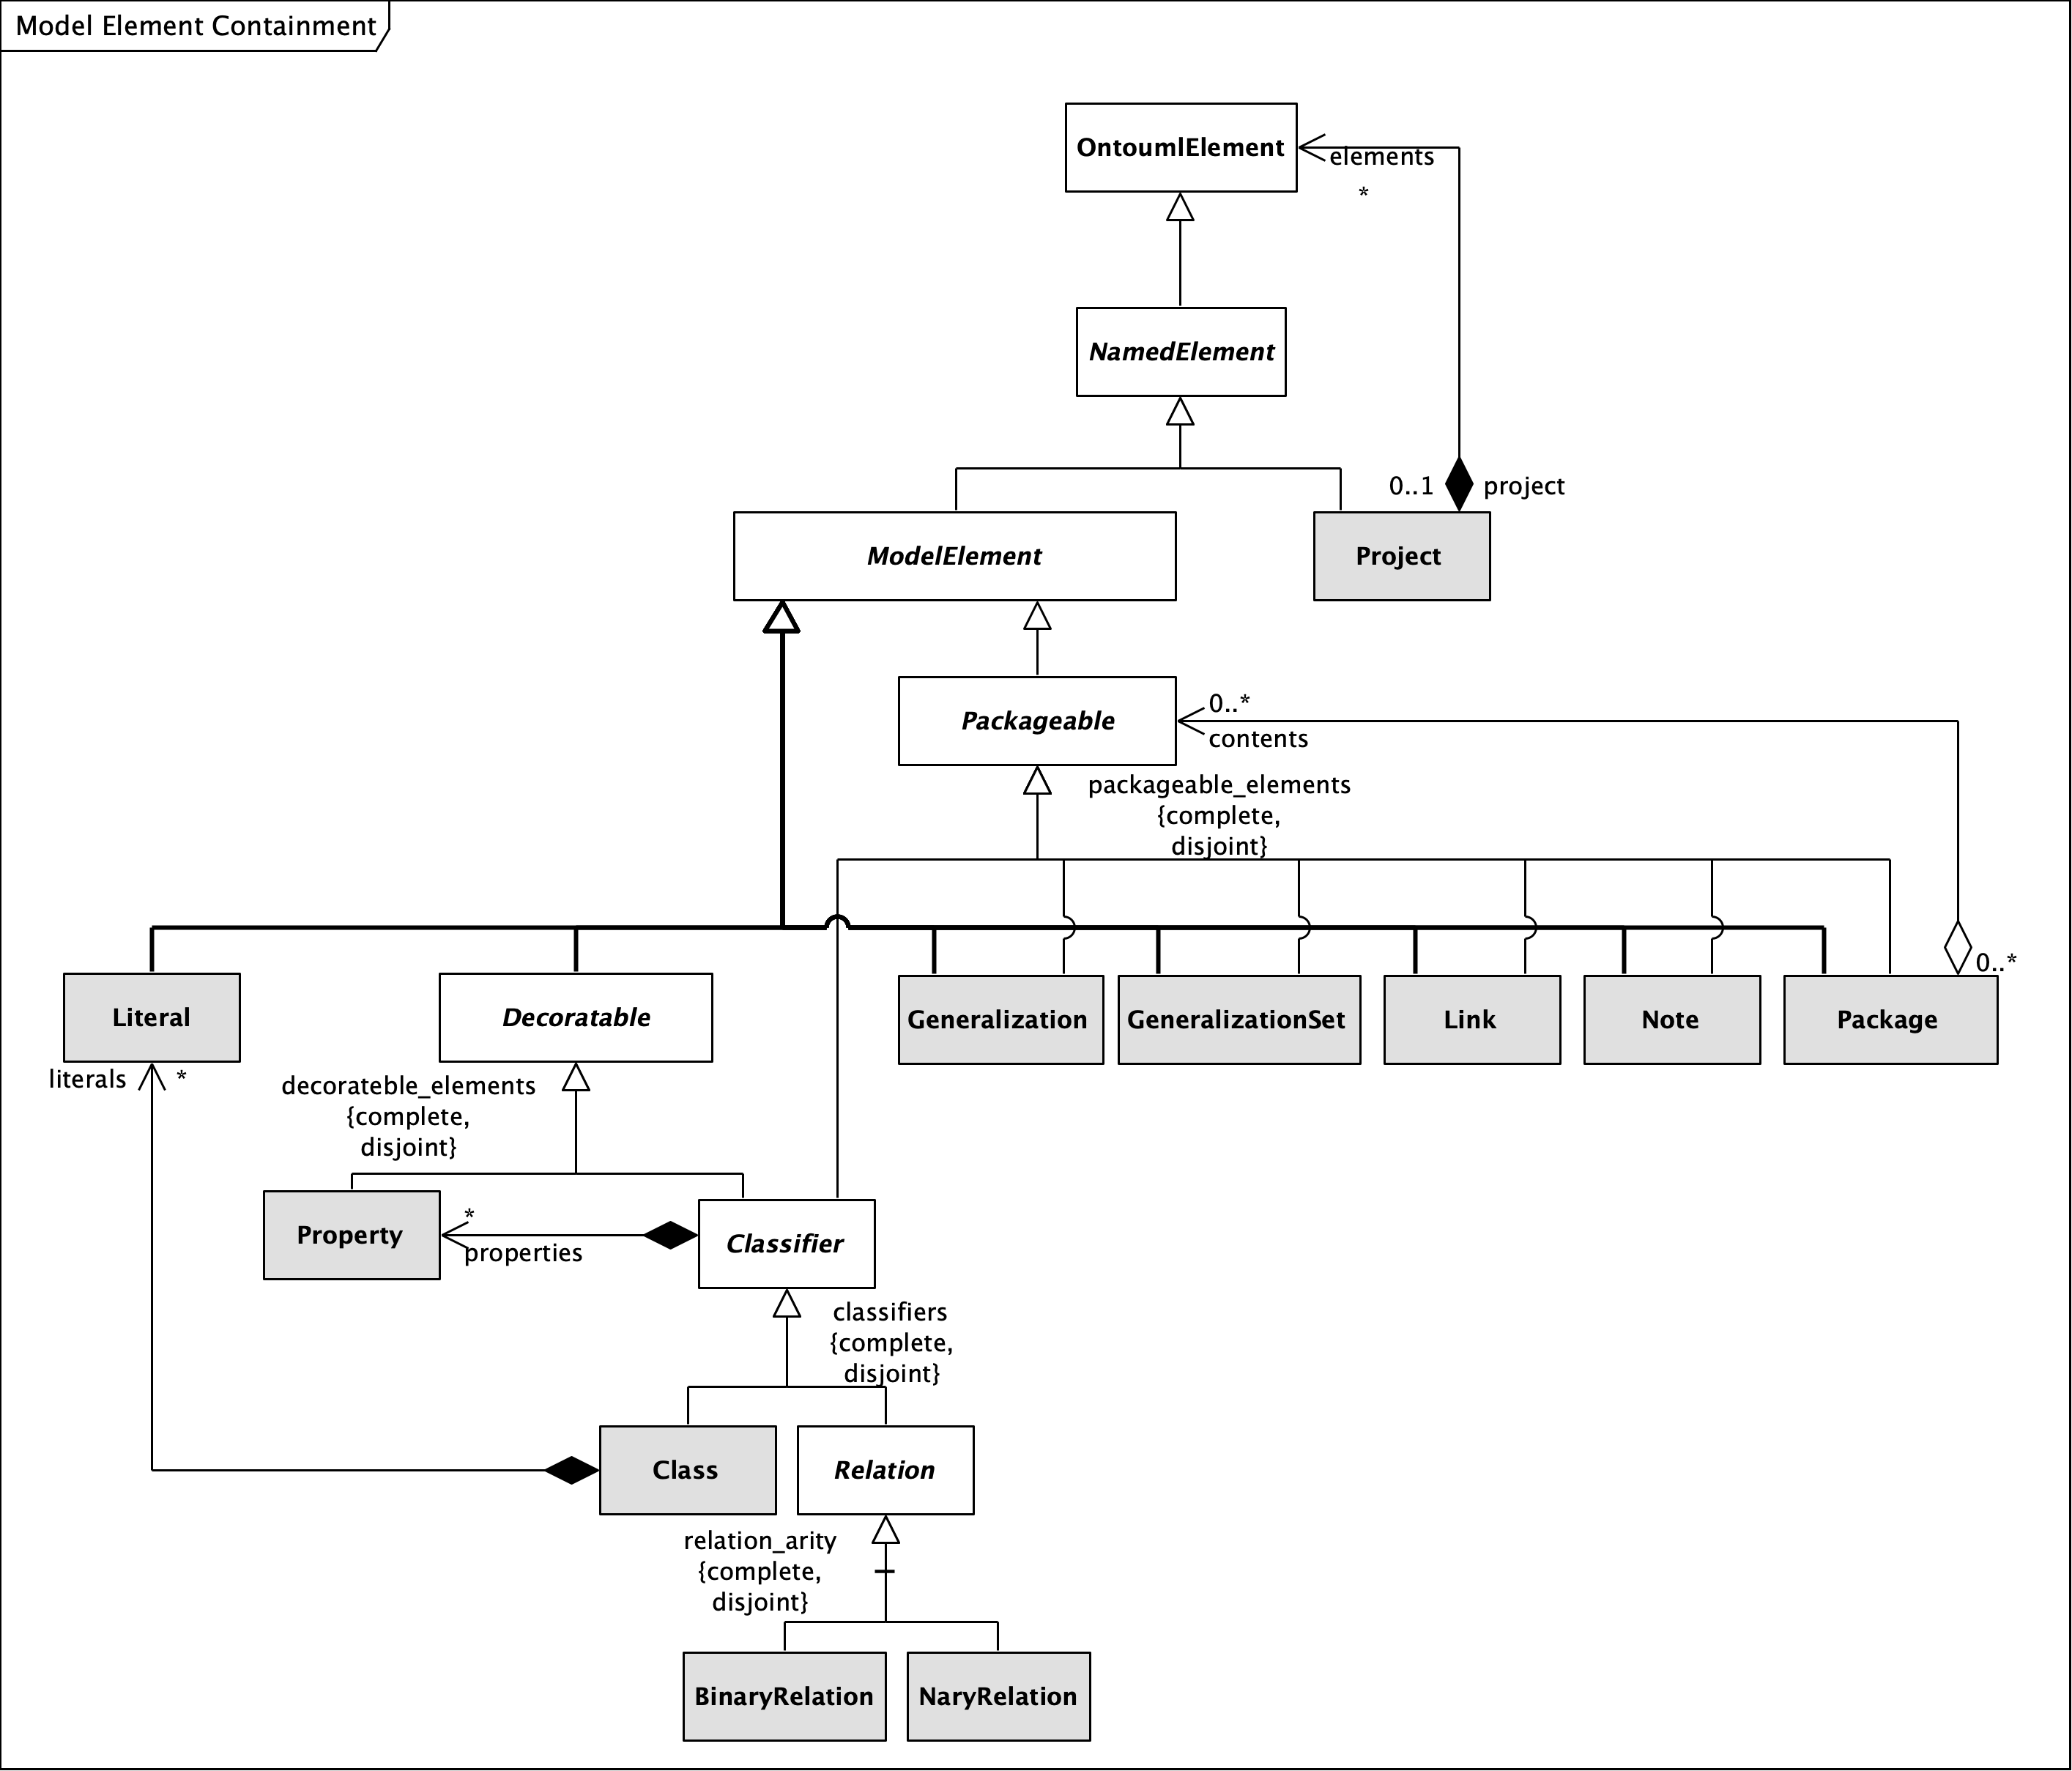 Model Element Containment
OntoumlElement
elements
*
NamedElement
0..1
project
ModelElement
Project
Packageable
0..*
contents
packageable_elements
{complete,
disjoint}
0..*
Literal
Decoratable
Generalization
GeneralizationSet
Link
Note
Package
literals
*
decorateble_elements
{complete,
disjoint}
Property
*
properties
Classifier
classifiers
{complete,
disjoint}
Class
Relation
relation_arity
{complete,
disjoint}
BinaryRelation
NaryRelation